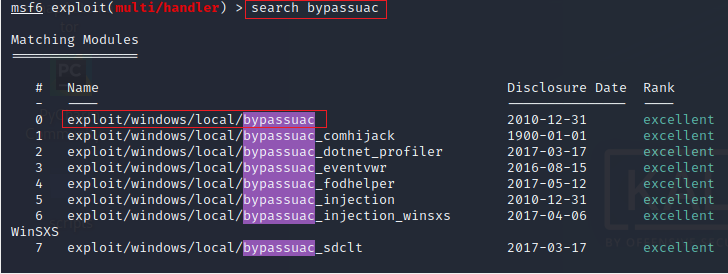 msf6 exploit(multi/handler) > search bypassuac
Matching Modules
================
# Name Disclosure Date Rank
- ---- --------------- ----
0 exploit/windows/local/bypassuac 2010-12-31 excellent
1 exploit/windows/local/bypassuac_comhijack 1900-01-01 excellent
2 exploit/windows/local/bypassuac_dotnet_profiler 2017-03-17 excellent
3 exploit/windows/local/bypassuac_eventvwr 2016-08-15 excellent
4 exploit/windows/local/bypassuac_fodhelper 2017-05-12 excellent
5 exploit/windows/local/bypassuac_injection 2010-12-31 excellent
6 exploit/windows/local/bypassuac_injection_winsxs 2017-04-06 excellent
WinSXS
7 exploit/windows/local/bypassuac_sdclt 2017-03-17 excellent